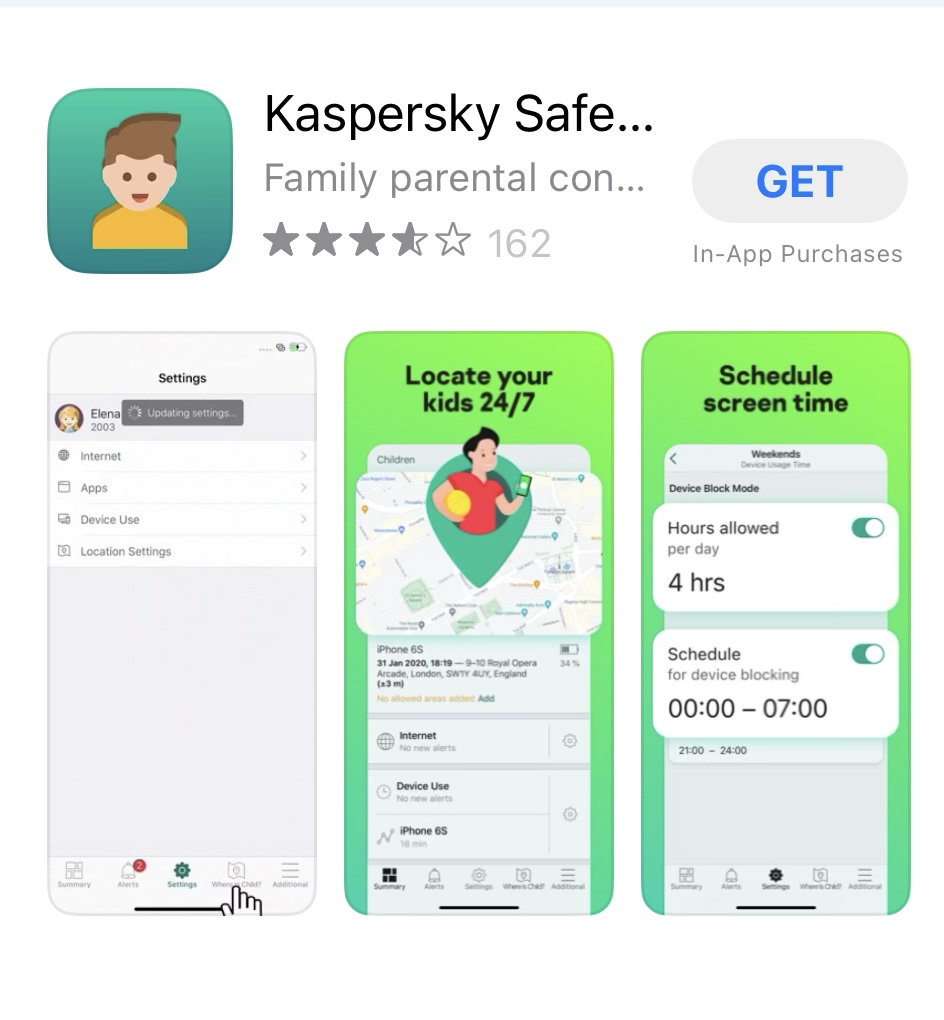 Kaspersky Safe...
Family parental con...
GET
162
In-App Purchases
Settings
Elena
2003
Updating settings...
Internet
Apps
Device Use
Location Settings
2
Summary
Alerts
Settings
Where is Child?
Additional
Locate your
kids 24/7
Children
iPhone 6S
31 Jan 2020, 18:19 — 9–10 Royal Opera
Arcade, London, SW1Y 4UY, England
(±3 m)
34 %
No allowed areas added Add
Internet
No new alerts
Device Use
No new alerts
iPhone 6S
18 min
Summary
Alerts
Settings
Where is Child?
Additional
Schedule
screen time
Weekends
Device Usage Time
Device Block Mode
Hours allowed
per day
4 hrs
Schedule
for device blocking
00:00 – 07:00
21:00 – 24:00
Summary
Alerts
Settings
Where is Child?
Additional